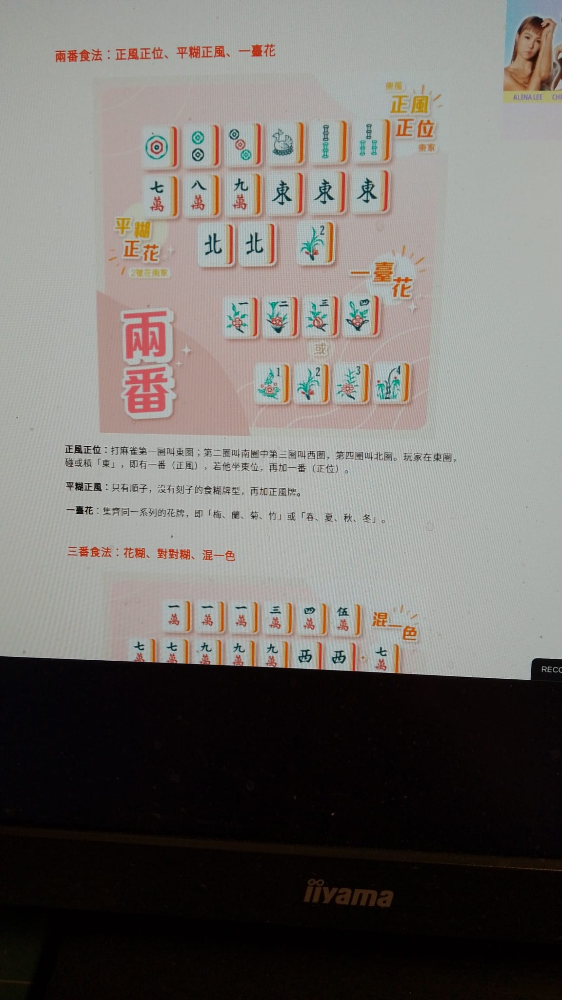 兩番食法：正風正位、平糊正風、一臺花
ALINA LEE
東風
正風
正位
東家
七萬 八萬 九萬 東 東 東
平糊
正花
2號花南家
北 北 2
一臺花
一 二 三 四
或
1 2 3 4
兩番
正風正位：打麻雀第一圈叫東圈；第二圈叫南圈中第三圈叫西圈，第四圈叫北圈。玩家在東圈，
碰或槓「東」，即有一番（正風），若他坐東位，再加一番（正位）。
平糊正風：只有順子，沒有刻子的食糊牌型，再加正風牌。
一臺花：集齊同一系列的花牌，即「梅、蘭、菊、竹」或「春、夏、秋、冬」。
三番食法：花糊、對對糊、混一色
一萬 一萬 一萬 三萬 四萬 伍萬
混一色
七萬 七萬 九萬 九萬 九萬 西 西 + 七萬
iiyama